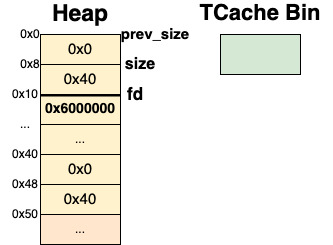 Heap
TCache Bin
0x0
prev_size
0x0
0x8
size
0x40
0x10
fd
0x6000000
...
...
0x40
0x0
0x48
0x40
0x50
...